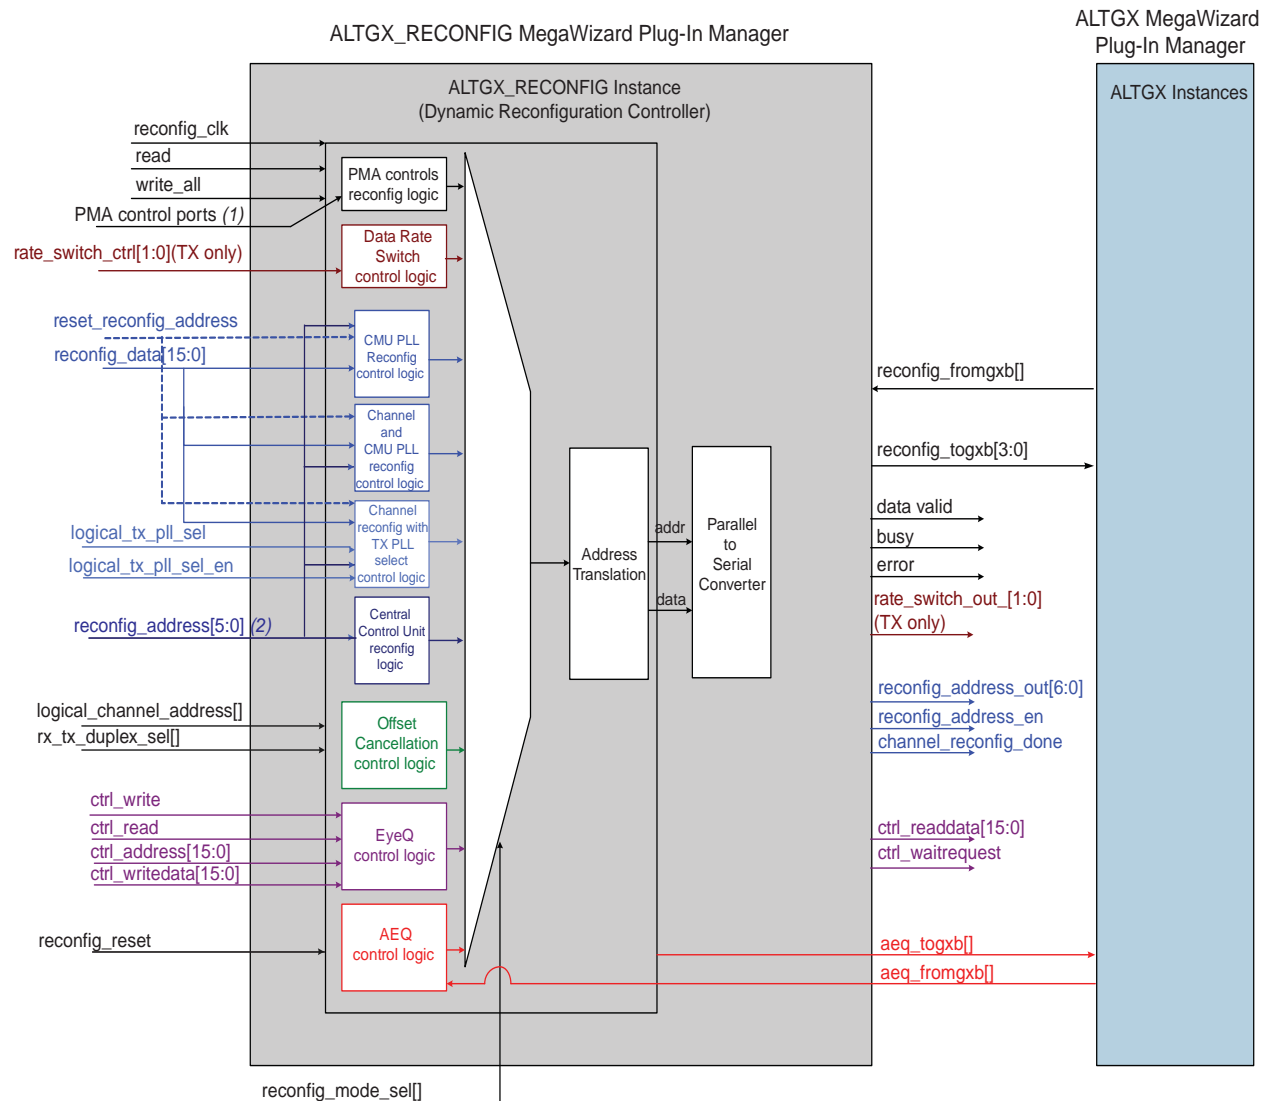 ALTGX_RECONFIG MegaWizard Plug-In Manager
ALTGX MegaWizard
Plug-In Manager
ALTGX_RECONFIG Instance
(Dynamic Reconfiguration Controller)
ALTGX Instances
reconfig_clk
read
write_all
PMA control ports (1)
PMA controls
reconfig logic
rate_switch_ctrl[1:0](TX only)
Data Rate
Switch
control logic
reset_reconfig_address
reconfig_data[15:0]
CMU PLL
Reconfig
control logic
Channel
and
CMU PLL
reconfig
control logic
logical_tx_pll_sel
logical_tx_pll_sel_en
Channel
reconfig with
TX PLL
select
control logic
reconfig_address[5:0] (2)
Central
Control Unit
reconfig
logic
logical_channel_address[]
rx_tx_duplex_sel[]
Offset
Cancellation
control logic
ctrl_write
ctrl_read
ctrl_address[15:0]
ctrl_writedata[15:0]
EyeQ
control logic
reconfig_reset
AEQ
control logic
reconfig_mode_sel[]
Address
Translation
addr
data
Parallel
to
Serial
Converter
reconfig_fromgxb[]
reconfig_togxb[3:0]
data valid
busy
error
rate_switch_out_[1:0]
(TX only)
reconfig_address_out[6:0]
reconfig_address_en
channel_reconfig_done
ctrl_readdata[15:0]
ctrl_waitrequest
aeq_togxb[]
aeq_fromgxb[]